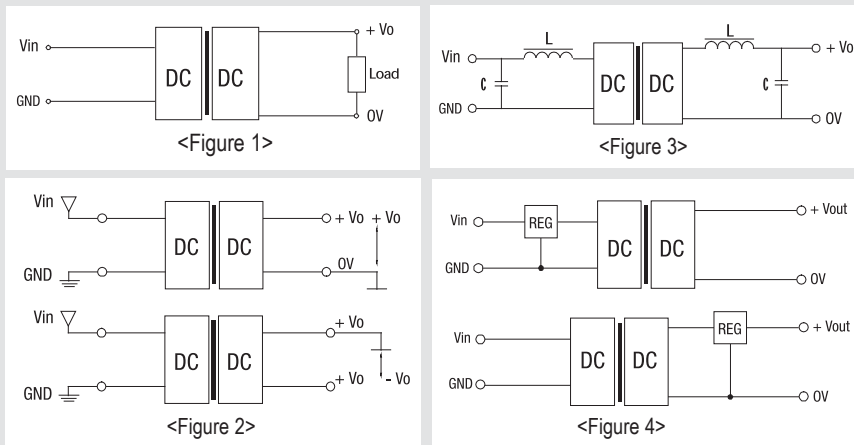 Vin
GND
DC DC
+ Vo
Load
0V
<Figure 1>
Vin
GND
DC DC
+ Vo + Vo
0V
Vin
GND
DC DC
+ Vo
+ Vo
- Vo
<Figure 2>
L
L
Vin
C
GND
DC DC
C
+ Vo
0V
<Figure 3>
Vin
REG
GND
DC DC
+ Vout
0V
Vin
GND
DC DC
REG
+ Vout
0V
<Figure 4>